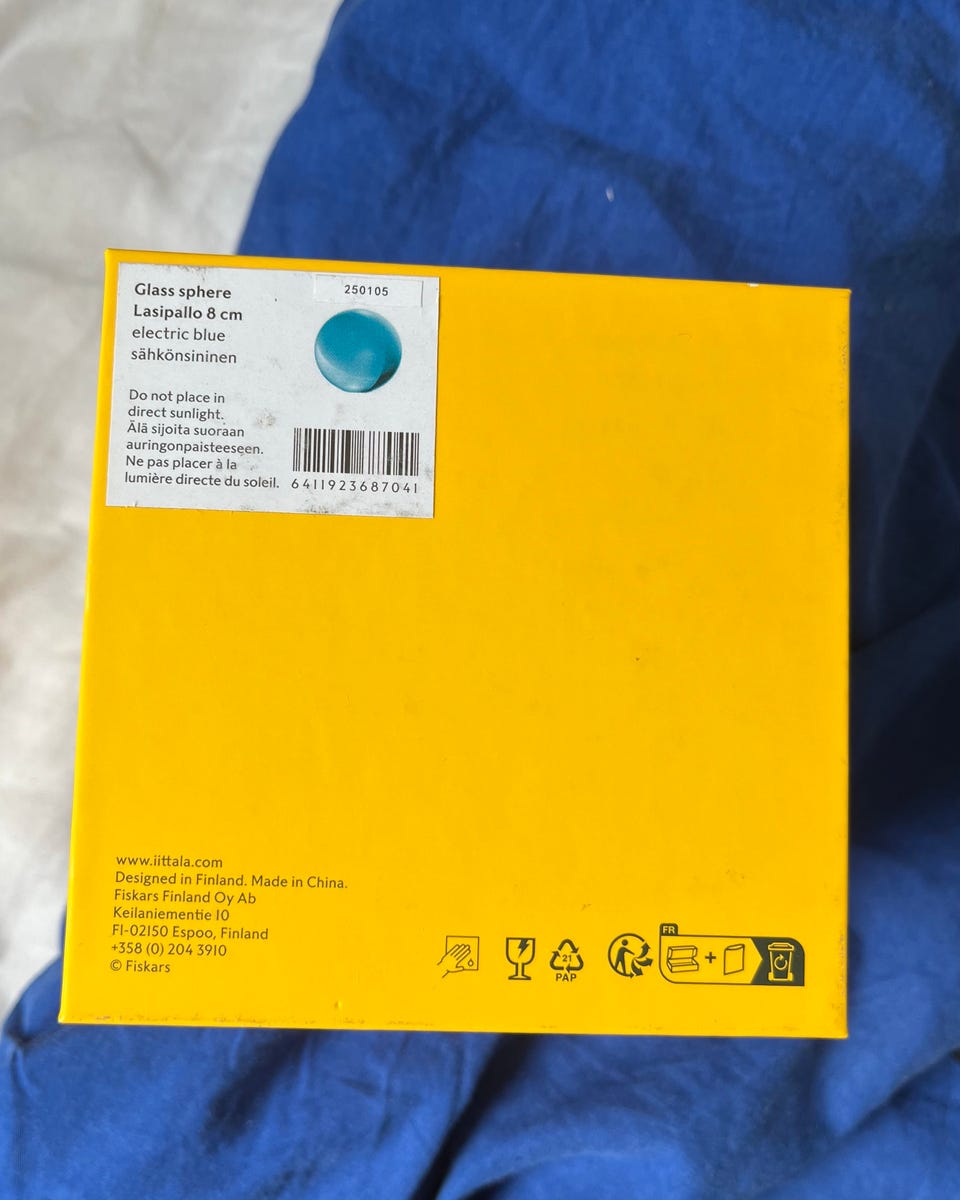 Glass sphere
Lasipallo 8 cm
electric blue
sähkönsininen
250105
Do not place in
direct sunlight.
Älä sijoita suoraan
auringonpaisteeseen.
Ne pas placer à la
lumière directe du soleil.
6411923687041
www.iittala.com
Designed in Finland. Made in China.
Fiskars Finland Oy Ab
Keilaniementie 10
FI-02150 Espoo, Finland
+358 (0) 204 3910
© Fiskars
21
PAP
FR
+